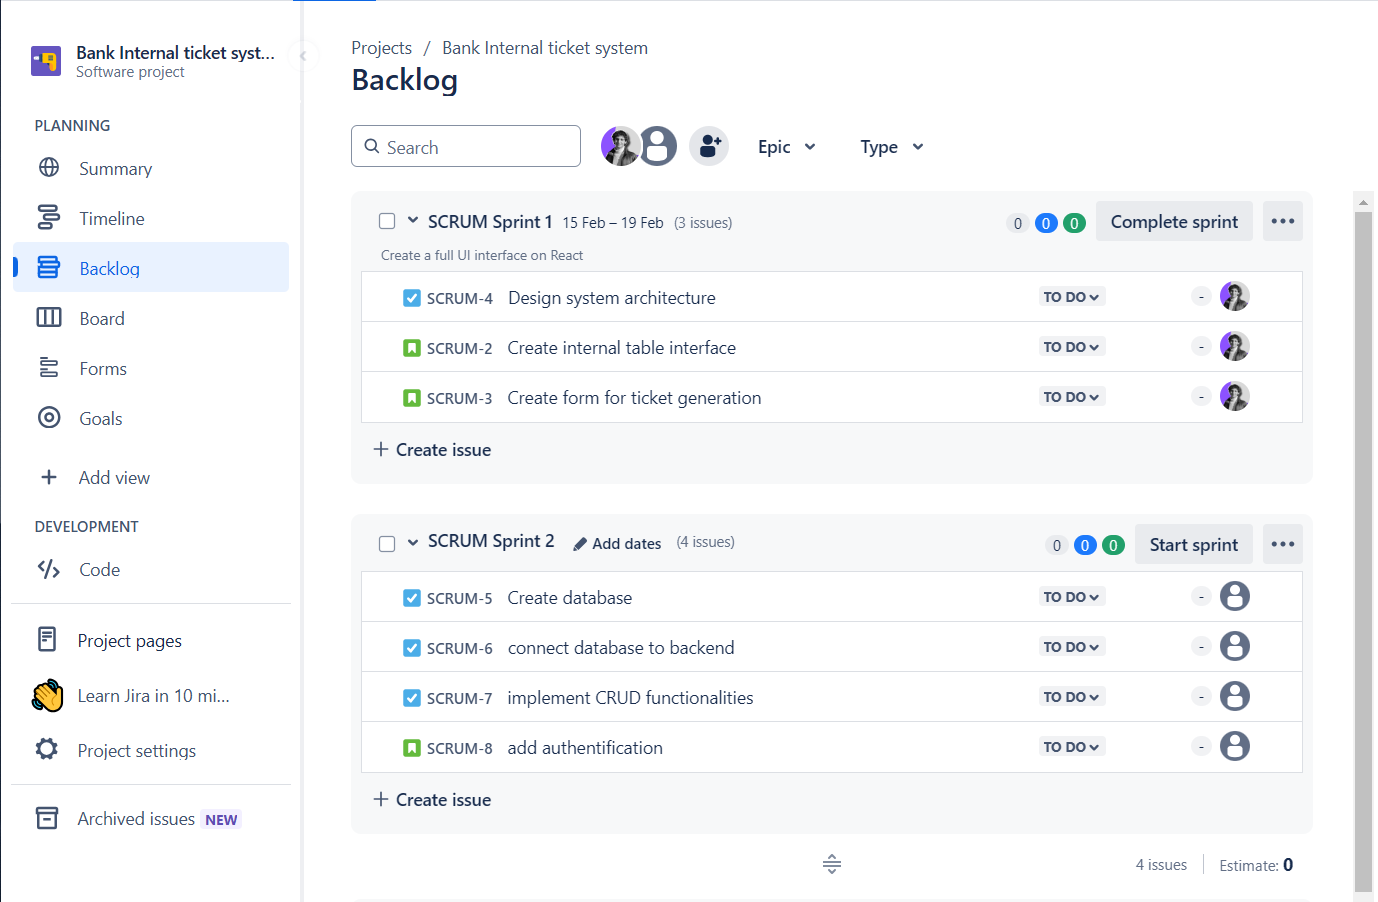 Bank Internal ticket syst...
Software project
PLANNING
Summary
Timeline
Backlog
Board
Forms
Goals
Add view
DEVELOPMENT
Code
Project pages
Learn Jira in 10 mi...
Project settings
Archived issues NEW
Projects / Bank Internal ticket system
Backlog
Search
Epic
Type
SCRUM Sprint 1 15 Feb – 19 Feb (3 issues) 0 0 0 Complete sprint
Create a full UI interface on React
SCRUM-4 Design system architecture TO DO -
SCRUM-2 Create internal table interface TO DO -
SCRUM-3 Create form for ticket generation TO DO -
+ Create issue
SCRUM Sprint 2 Add dates (4 issues) 0 0 0 Start sprint
SCRUM-5 Create database TO DO -
SCRUM-6 connect database to backend TO DO -
SCRUM-7 implement CRUD functionalities TO DO -
SCRUM-8 add authentification TO DO -
+ Create issue
4 issues Estimate: 0